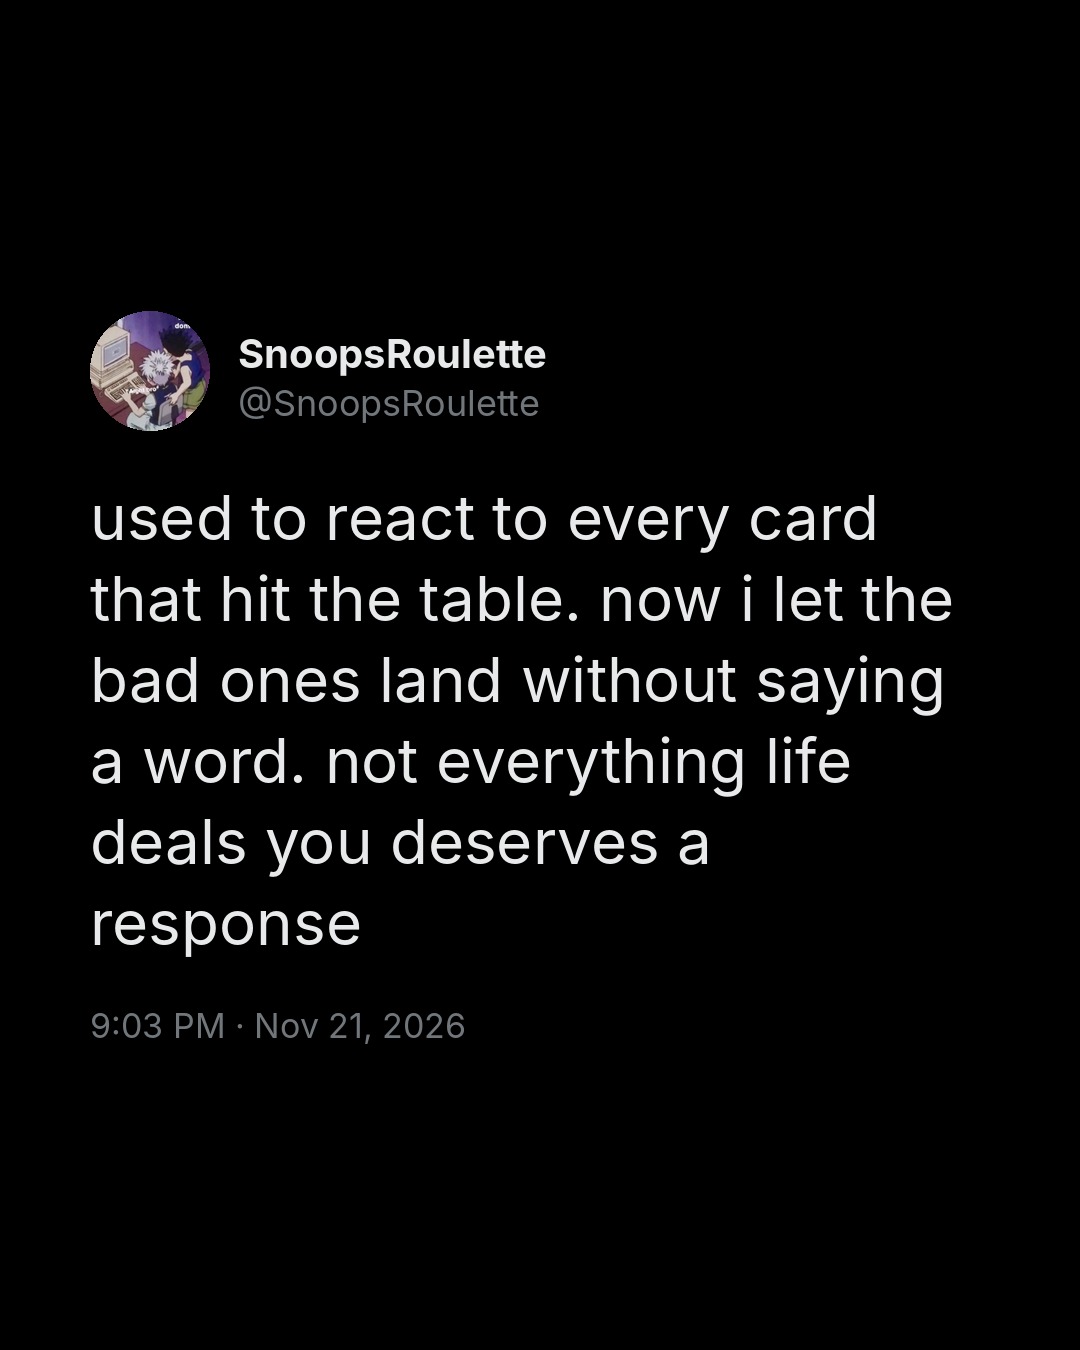 SnoopsRoulette
@SnoopsRoulette
used to react to every card
that hit the table. now i let the
bad ones land without saying
a word. not everything life
deals you deserves a
response
9:03 PM · Nov 21, 2026